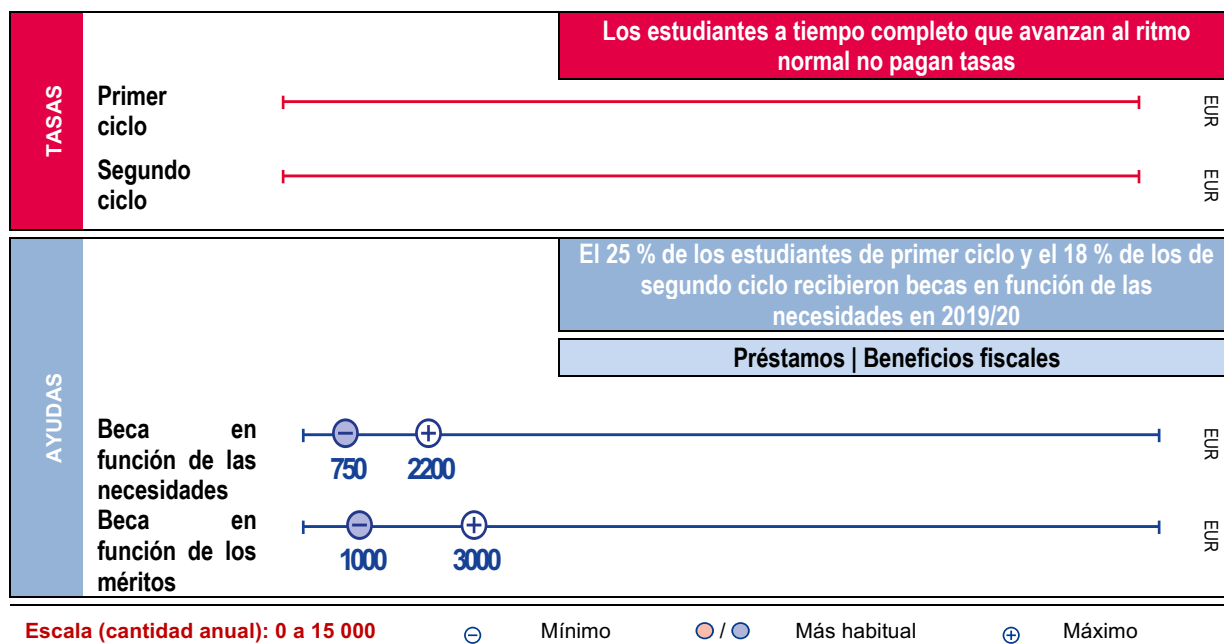 Los estudiantes a tiempo completo que avanzan al ritmo
normal no pagan tasas
TASAS
Primer
ciclo
EUR
Segundo
ciclo
EUR
El 25 % de los estudiantes de primer ciclo y el 18 % de los de
segundo ciclo recibieron becas en función de las
necesidades en 2019/20
Préstamos | Beneficios fiscales
AYUDAS
Beca en
función de las
necesidades
750 2200
EUR
Beca en
función de los
méritos
1000 3000
EUR
Escala (cantidad anual): 0 a 15 000 Mínimo / Más habitual Máximo